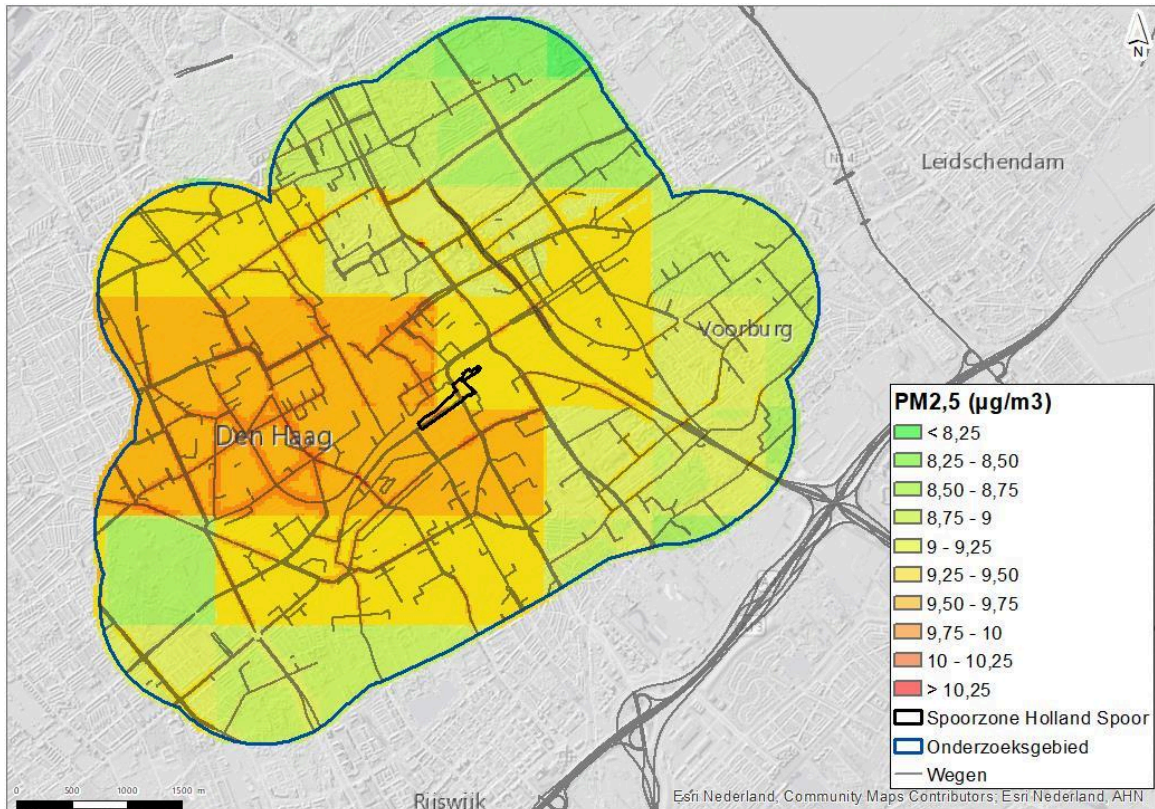 N
N14
Leidschendam
Voorburg
Den Haag
Rijswijk
PM2,5 (µg/m3)
< 8,25
8,25 - 8,50
8,50 - 8,75
8,75 - 9
9 - 9,25
9,25 - 9,50
9,50 - 9,75
9,75 - 10
10 - 10,25
> 10,25
Spoorzone Holland Spoor
Onderzoeksgebied
Wegen
0 500 1000 1500 m
Esri Nederland, Community Maps Contributors, Esri Nederland, AHN